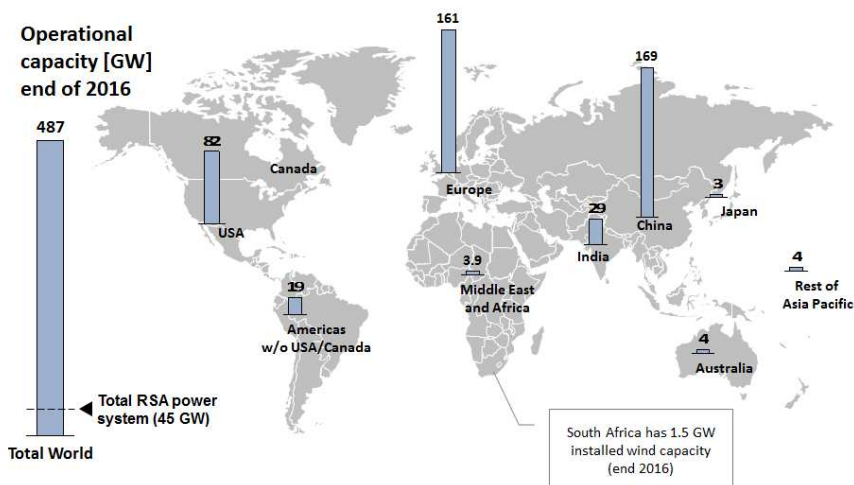 Operational
capacity [GW]
end of 2016
487
Total RSA power
system (45 GW)
Total World
82
Canada
USA
19
Americas
w/o USA/Canada
161
Europe
3.9
Middle East
and Africa
29
India
169
China
3
Japan
4
Rest of
Asia Pacific
4
Australia
South Africa has 1.5 GW
installed wind capacity
(end 2016)